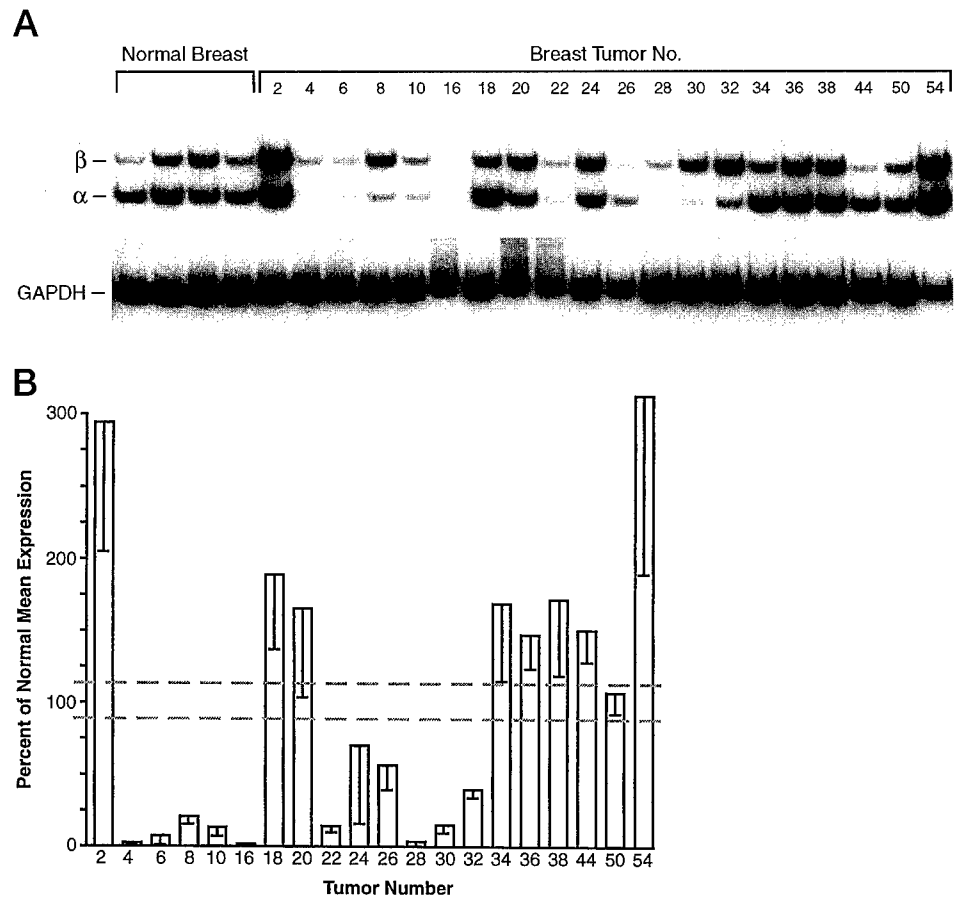 A
Normal Breast Breast Tumor No.
2 4 6 8 10 16 18 20 22 24 26 28 30 32 34 36 38 44 50 54
β
α
GAPDH
B
300
200
100
0
Percent of Normal Mean Expression
2 4 6 8 10 16 18 20 22 24 26 28 30 32 34 36 38 44 50 54
Tumor Number